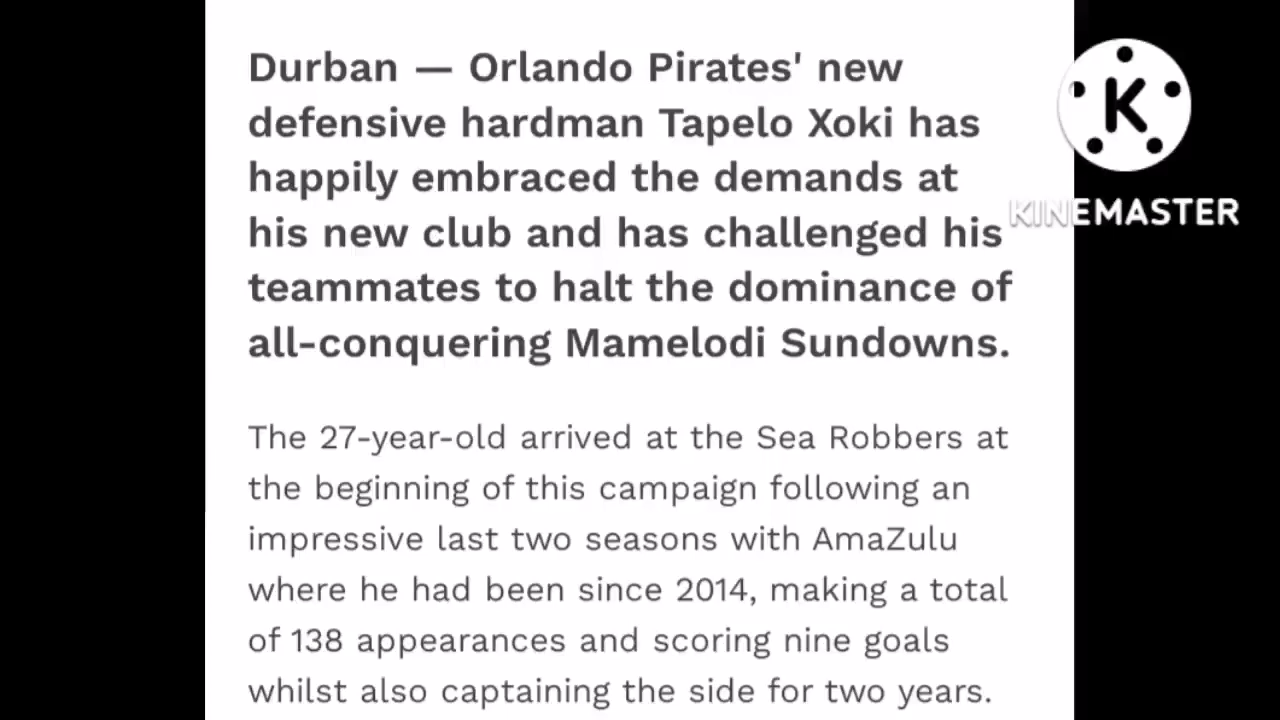 Durban — Orlando Pirates' new
defensive hardman Tapelo Xoki has
happily embraced the demands at
his new club and has challenged his
teammates to halt the dominance of
all-conquering Mamelodi Sundowns.
The 27-year-old arrived at the Sea Robbers at
the beginning of this campaign following an
impressive last two seasons with AmaZulu
where he had been since 2014, making a total
of 138 appearances and scoring nine goals
whilst also captaining the side for two years.
K
KINEMASTER